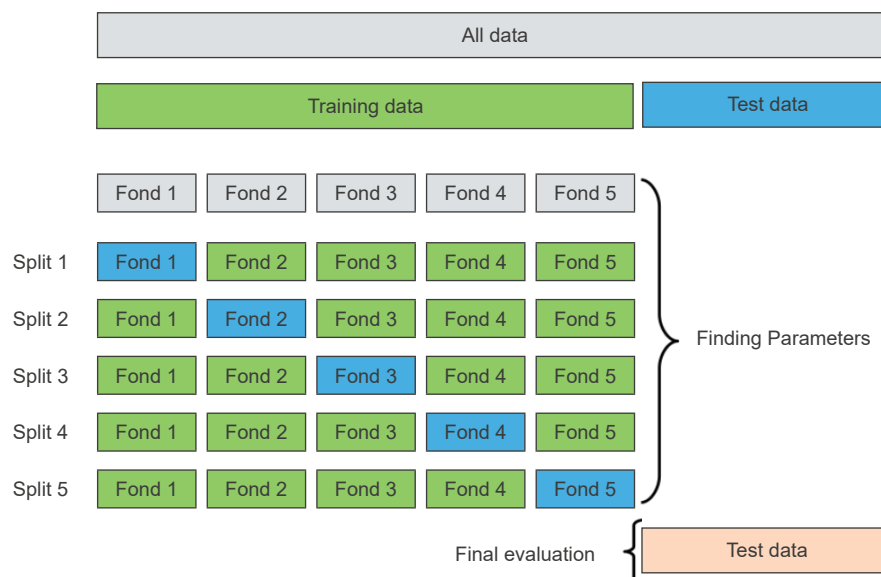 All data
Training data Test data
Fond 1 Fond 2 Fond 3 Fond 4 Fond 5
Split 1 Fond 1 Fond 2 Fond 3 Fond 4 Fond 5
Split 2 Fond 1 Fond 2 Fond 3 Fond 4 Fond 5
Finding Parameters
Split 3 Fond 1 Fond 2 Fond 3 Fond 4 Fond 5
Split 4 Fond 1 Fond 2 Fond 3 Fond 4 Fond 5
Split 5 Fond 1 Fond 2 Fond 3 Fond 4 Fond 5
Final evaluation Test data